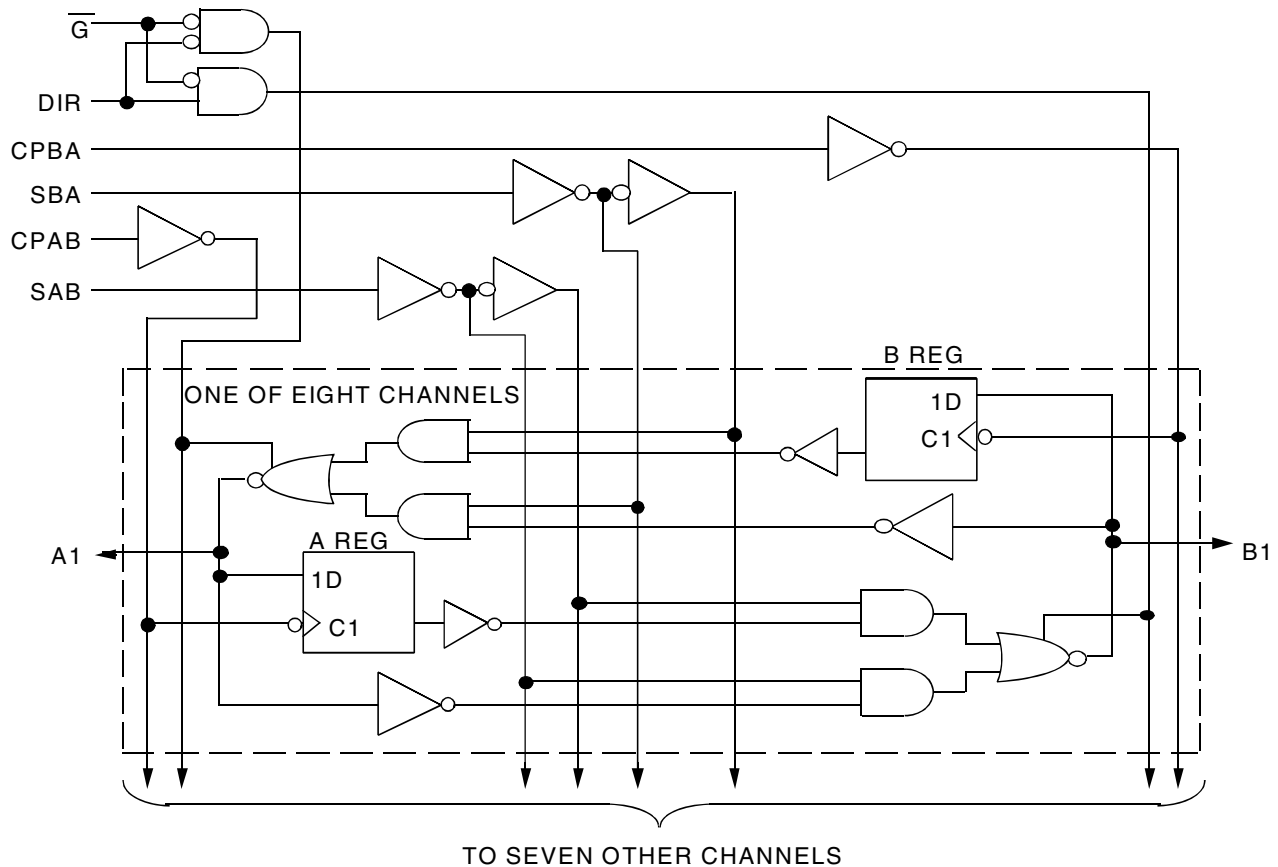 G
DIR
CPBA
SBA
CPAB
SAB
B REG
ONE OF EIGHT CHANNELS
1D
C1
A REG
A1
B1
1D
C1
TO SEVEN OTHER CHANNELS